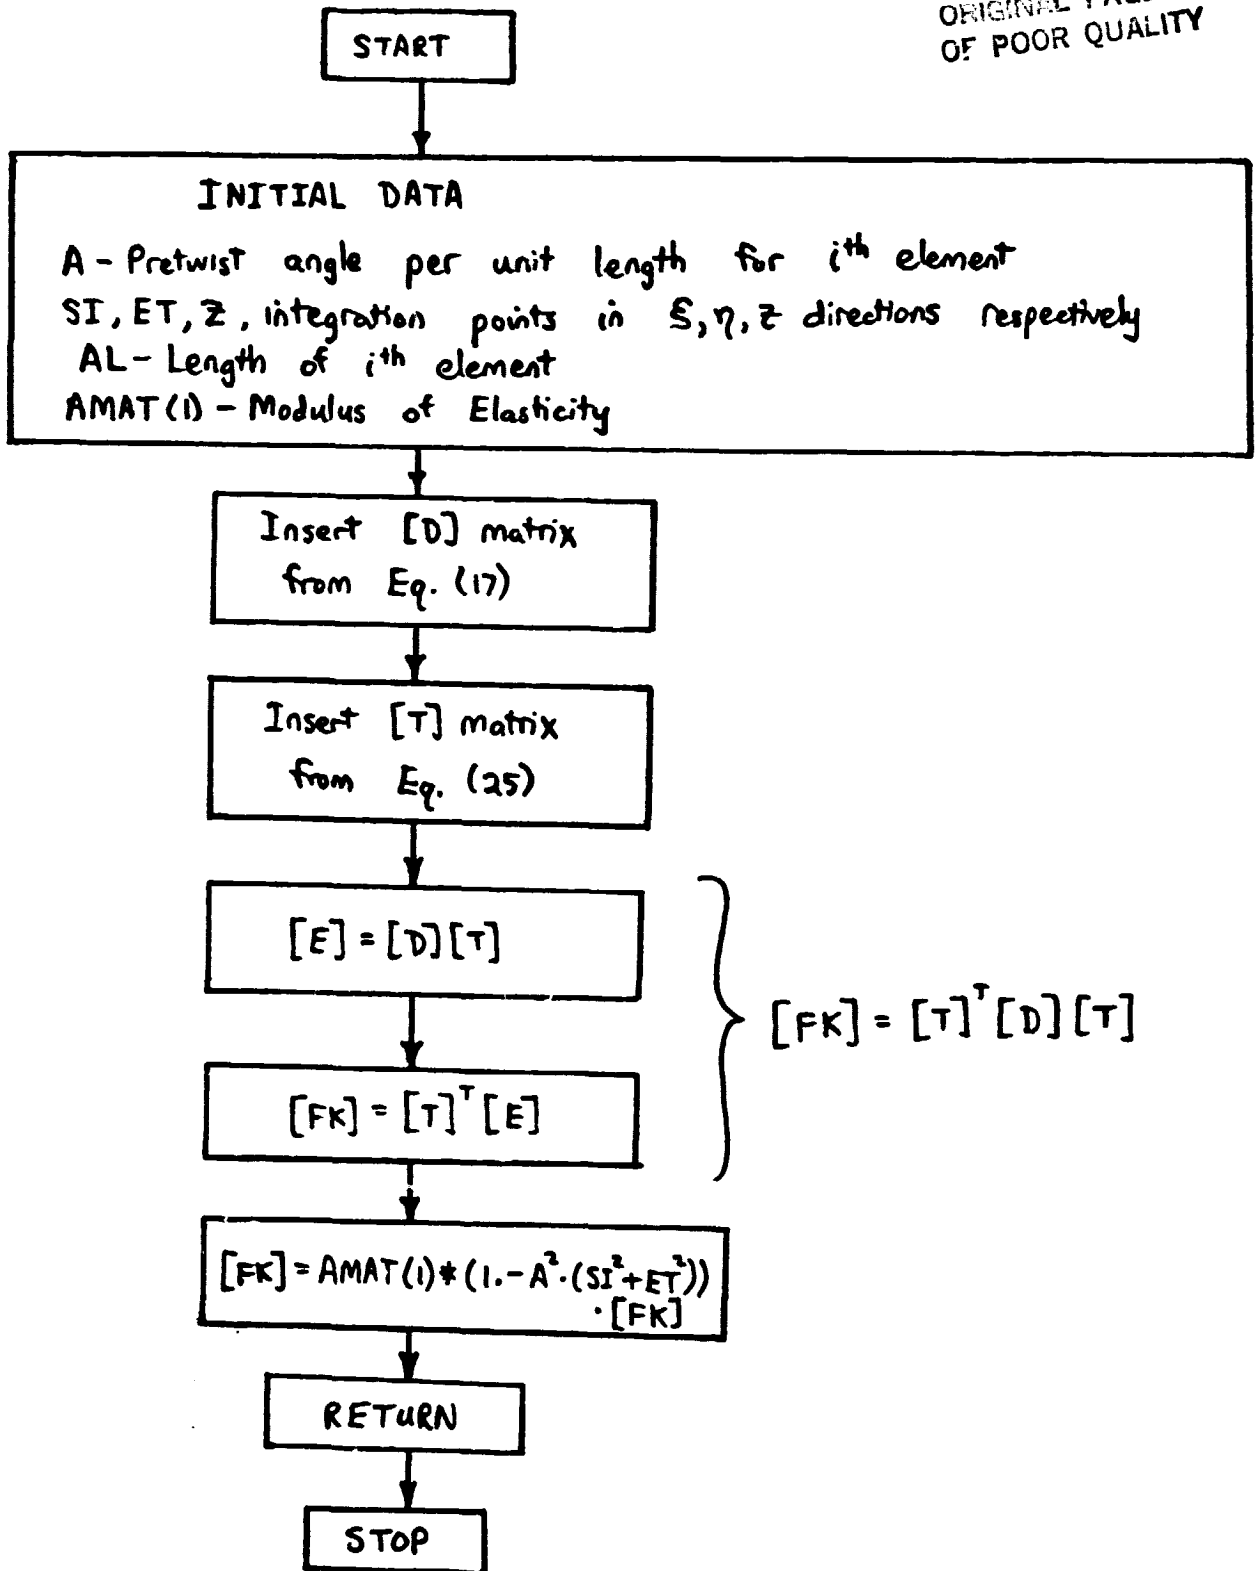 OF POOR QUALITY
START
INITIAL DATA
A - Pretwist angle per unit length for iᵗʰ element
SI, ET, Z, integration points in ξ, η, z directions respectively
AL - Length of iᵗʰ element
AMAT(1) - Modulus of Elasticity
Insert [D] matrix
from Eq. (17)
Insert [T] matrix
from Eq. (25)
[E] = [D][T]
[FK] = [T]ᵀ[D][T]
[FK] = [T]ᵀ[E]
[FK] = AMAT(1)*(1.-A²·(SI²+ET²))
·[FK]
RETURN
STOP